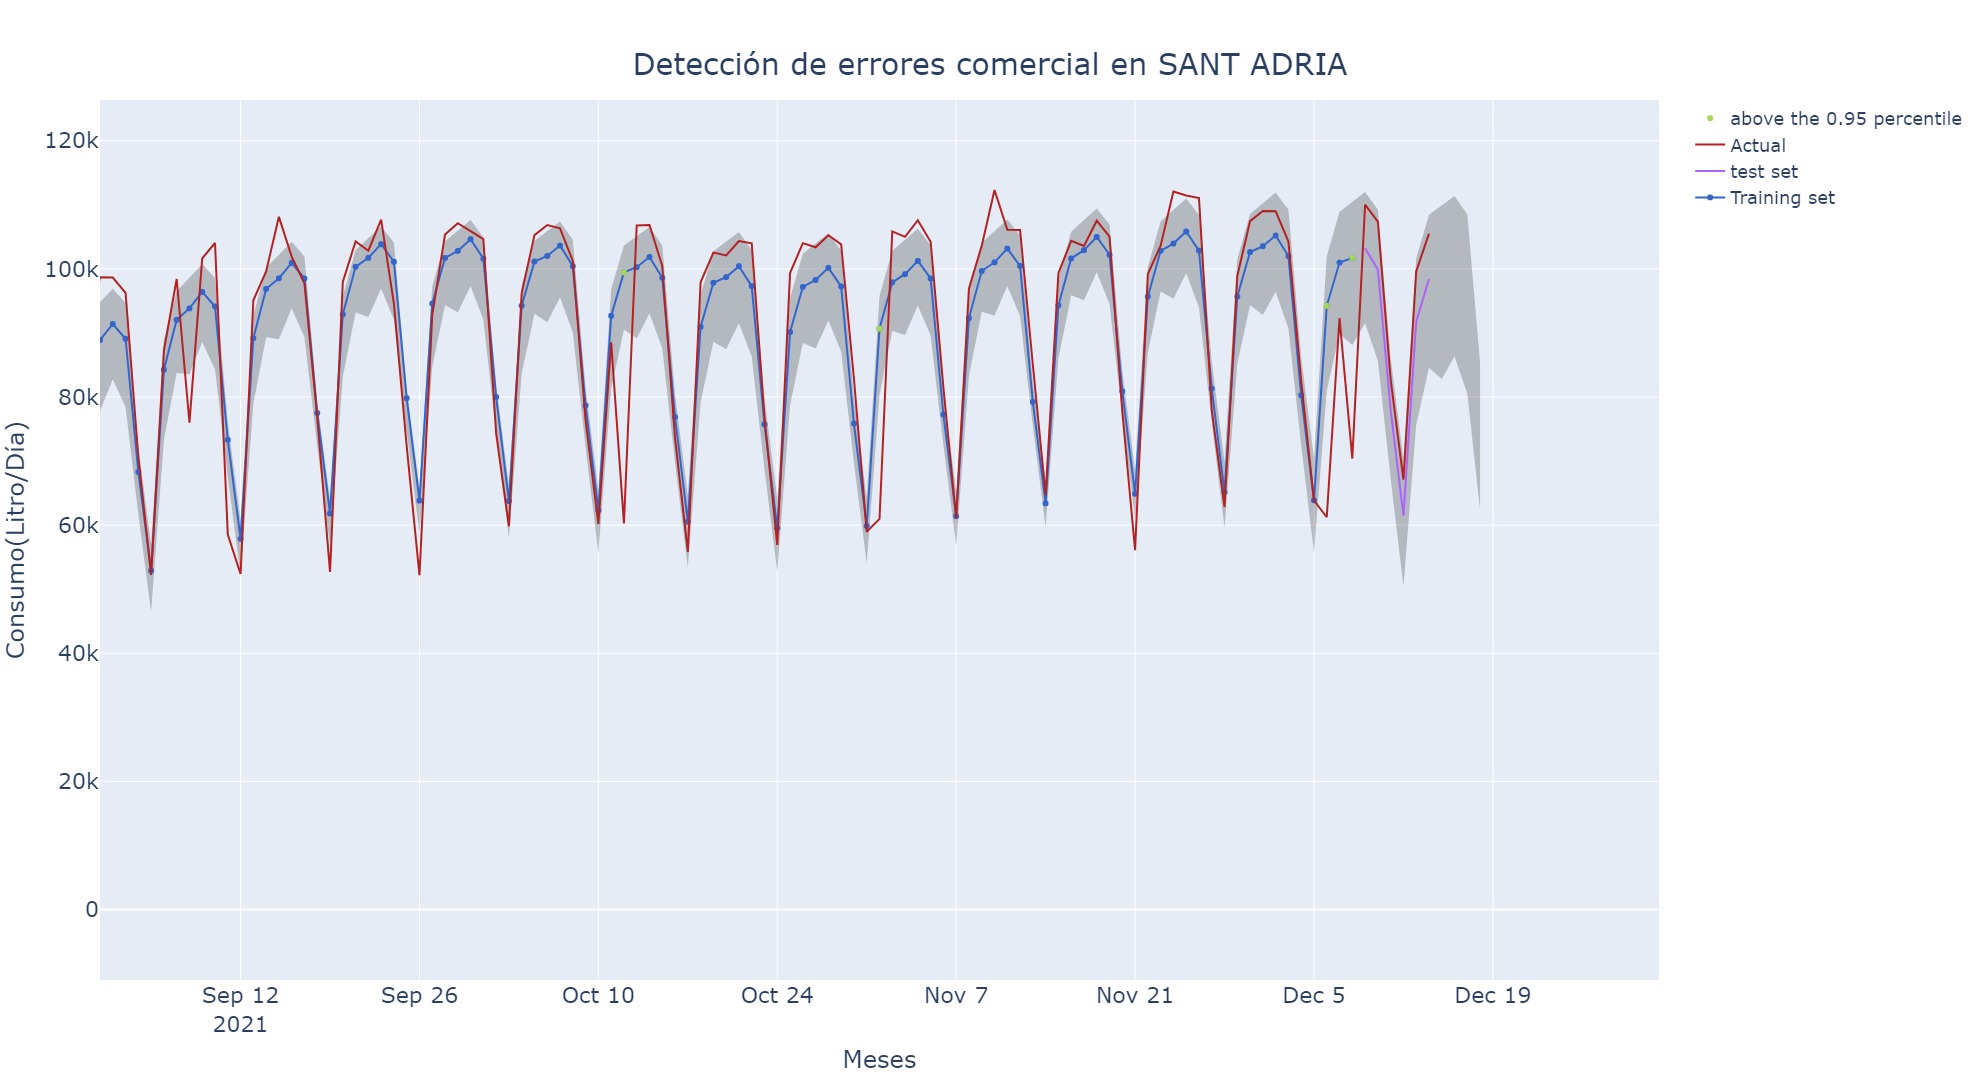 Detección de errores comercial en SANT ADRIA
above the 0.95 percentile
Actual
test set
Training set
Consumo(Litro/Día)
120k
100k
80k
60k
40k
20k
0
Sep 12
2021
Sep 26
Oct 10
Oct 24
Nov 7
Nov 21
Dec 5
Dec 19
Meses